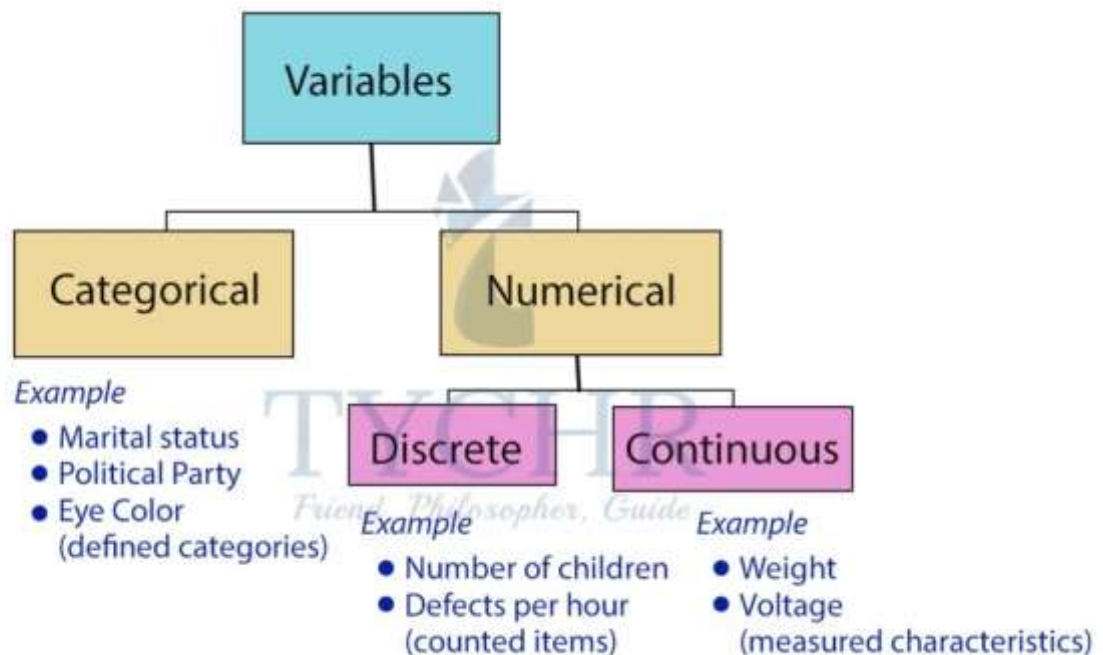 Variables
Categorical
Numerical
Example
● Marital status
● Political Party
● Eye Color
(defined categories)
Discrete
Continuous
TYCHR
Friend, Philosopher, Guide
Example
● Number of children
● Defects per hour
(counted items)
Example
● Weight
● Voltage
(measured characteristics)